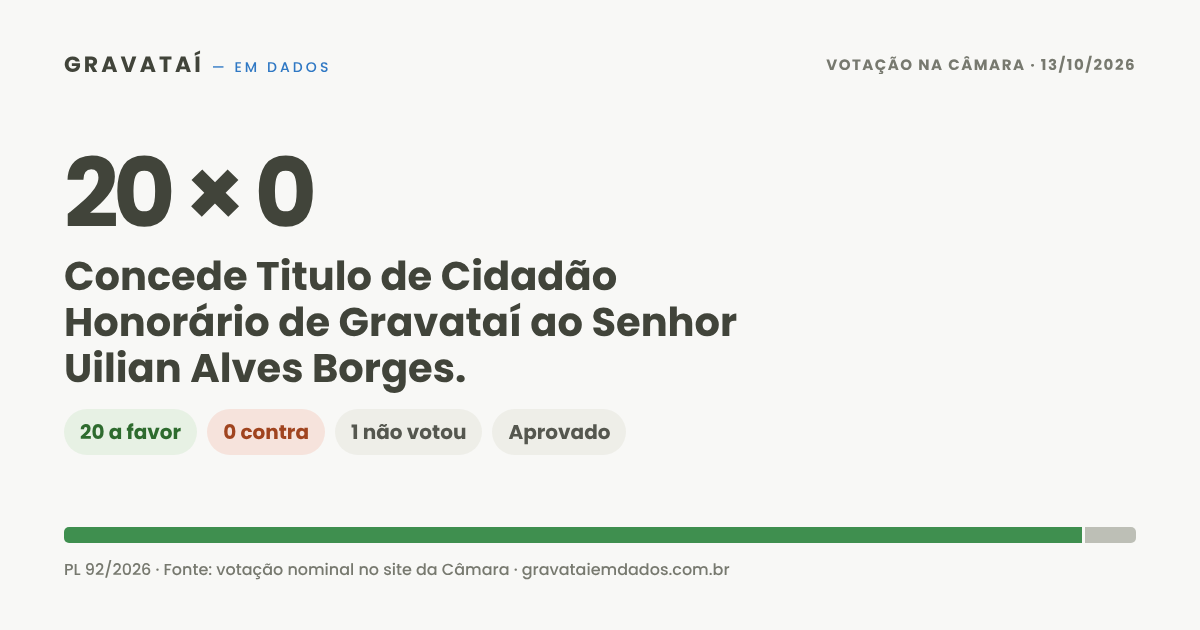 GRAVATAÍ — EM DADOS
VOTAÇÃO NA CÂMARA · 13/10/2026
20 × 0
Concede Titulo de Cidadão
Honorário de Gravataí ao Senhor
Uilian Alves Borges.
20 a favor 0 contra 1 não votou Aprovado
PL 92/2026 · Fonte: votação nominal no site da Câmara · gravataiemdados.com.br